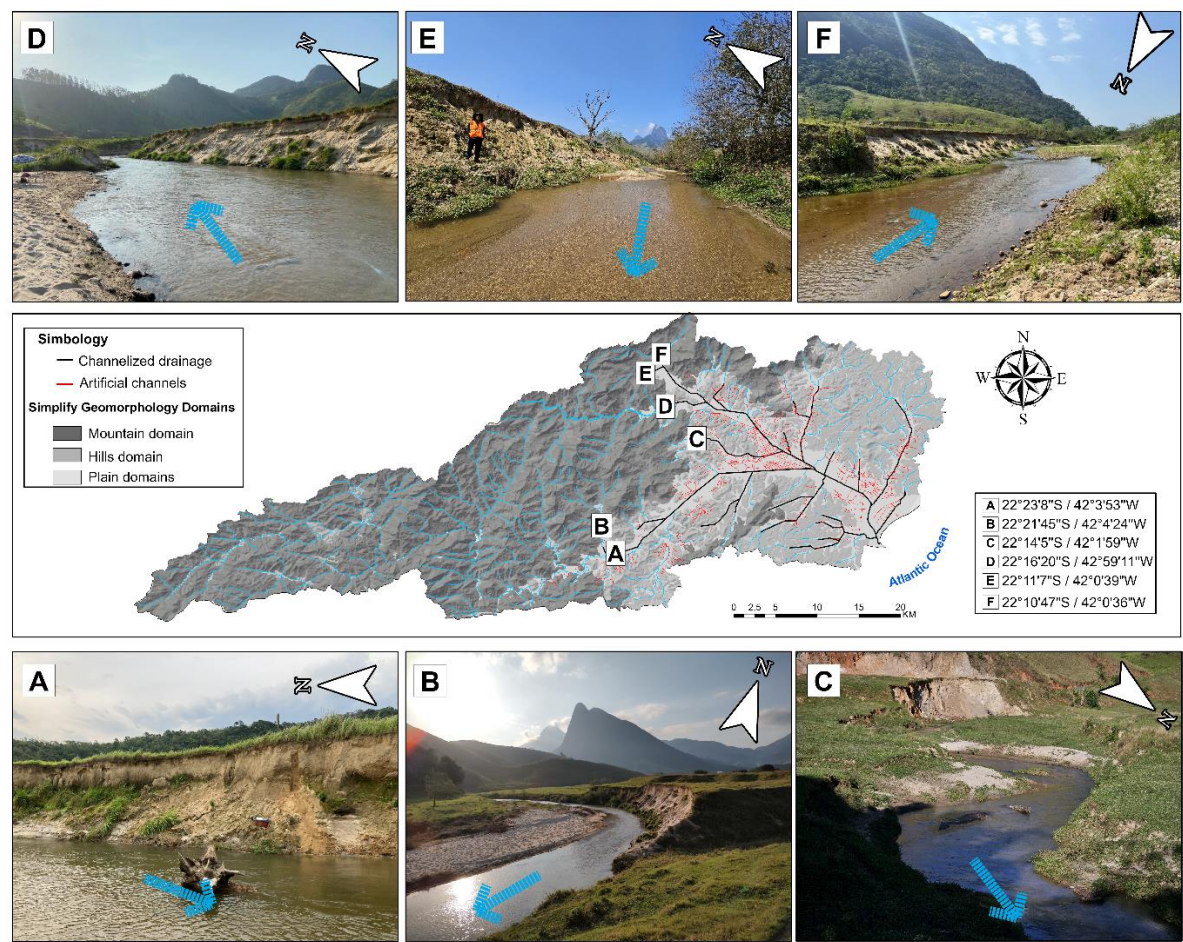 D
N
E
N
F
N
Simbology
Channelized drainage
Artificial channels
Simplify Geomorphology Domains
Mountain domain
Hills domain
Plain domains
F
E
D
C
B
A
N
W E
S
Atlantic Ocean
0 2.5 5 10 15 20
KM
A 22°23'8"S / 42°3'53"W
B 22°21'45"S / 42°4'24"W
C 22°14'5"S / 42°1'59"W
D 22°16'20"S / 42°59'11"W
E 22°11'7"S / 42°0'39"W
F 22°10'47"S / 42°0'36"W
A
N
B
N
C
N